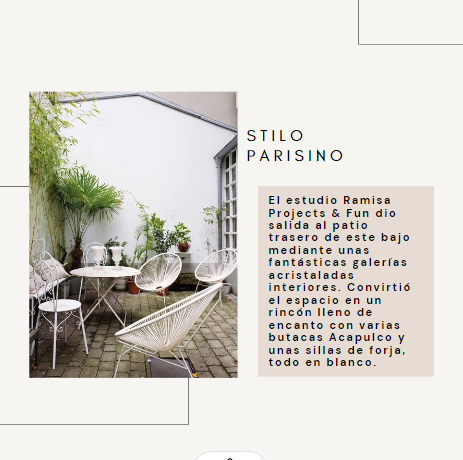 STILO
PARISINO
El estudio Ramisa
Projects & Fun dio
salida al patio
trasero de este bajo
mediante unas
fantásticas galerías
acristaladas
interiores. Convirtió
el espacio en un
rincón lleno de
encanto con varias
butacas Acapulco y
unas sillas de forja,
todo en blanco.